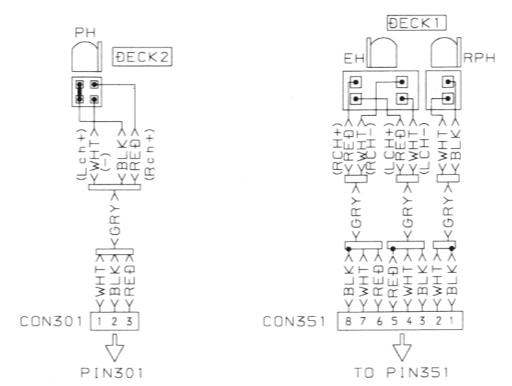 PH
DECK2
(Lcn+)
WHT
(-)
BLK
RED
(Rcn+)
GRY
WHT
BLK
RED
CON301 1 2 3
PIN301
DECK1
EH
RPH
(RCH+)
RED
WHT
(RCH-)
(LCH+)
RED
WHT
(LCH-)
WHT
BLK
GRY
GRY
GRY
BLK
WHT
RED
RED
WHT
BLK
WHT
BLK
CON351 8 7 6 5 4 3 2 1
TO PIN351